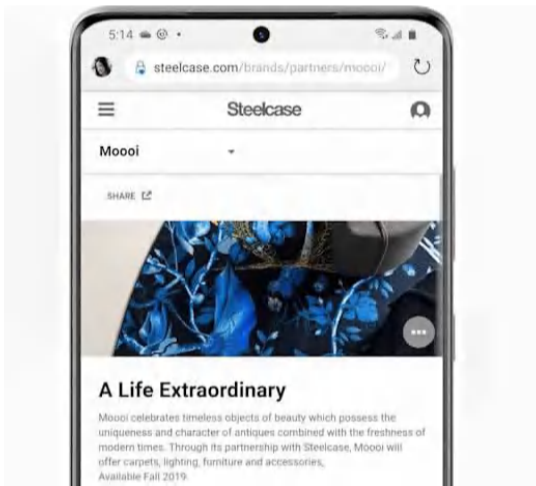 5:14
steelcase.com/brands/partners/moooi/
Steelcase
Moooi
SHARE
A Life Extraordinary
Moooi celebrates timeless objects of beauty which possess the
uniqueness and character of antiques combined with the freshness of
modern times. Through its partnership with Steelcase, Moooi will
offer carpets, lighting, furniture and accessories,
Available Fall 2019.